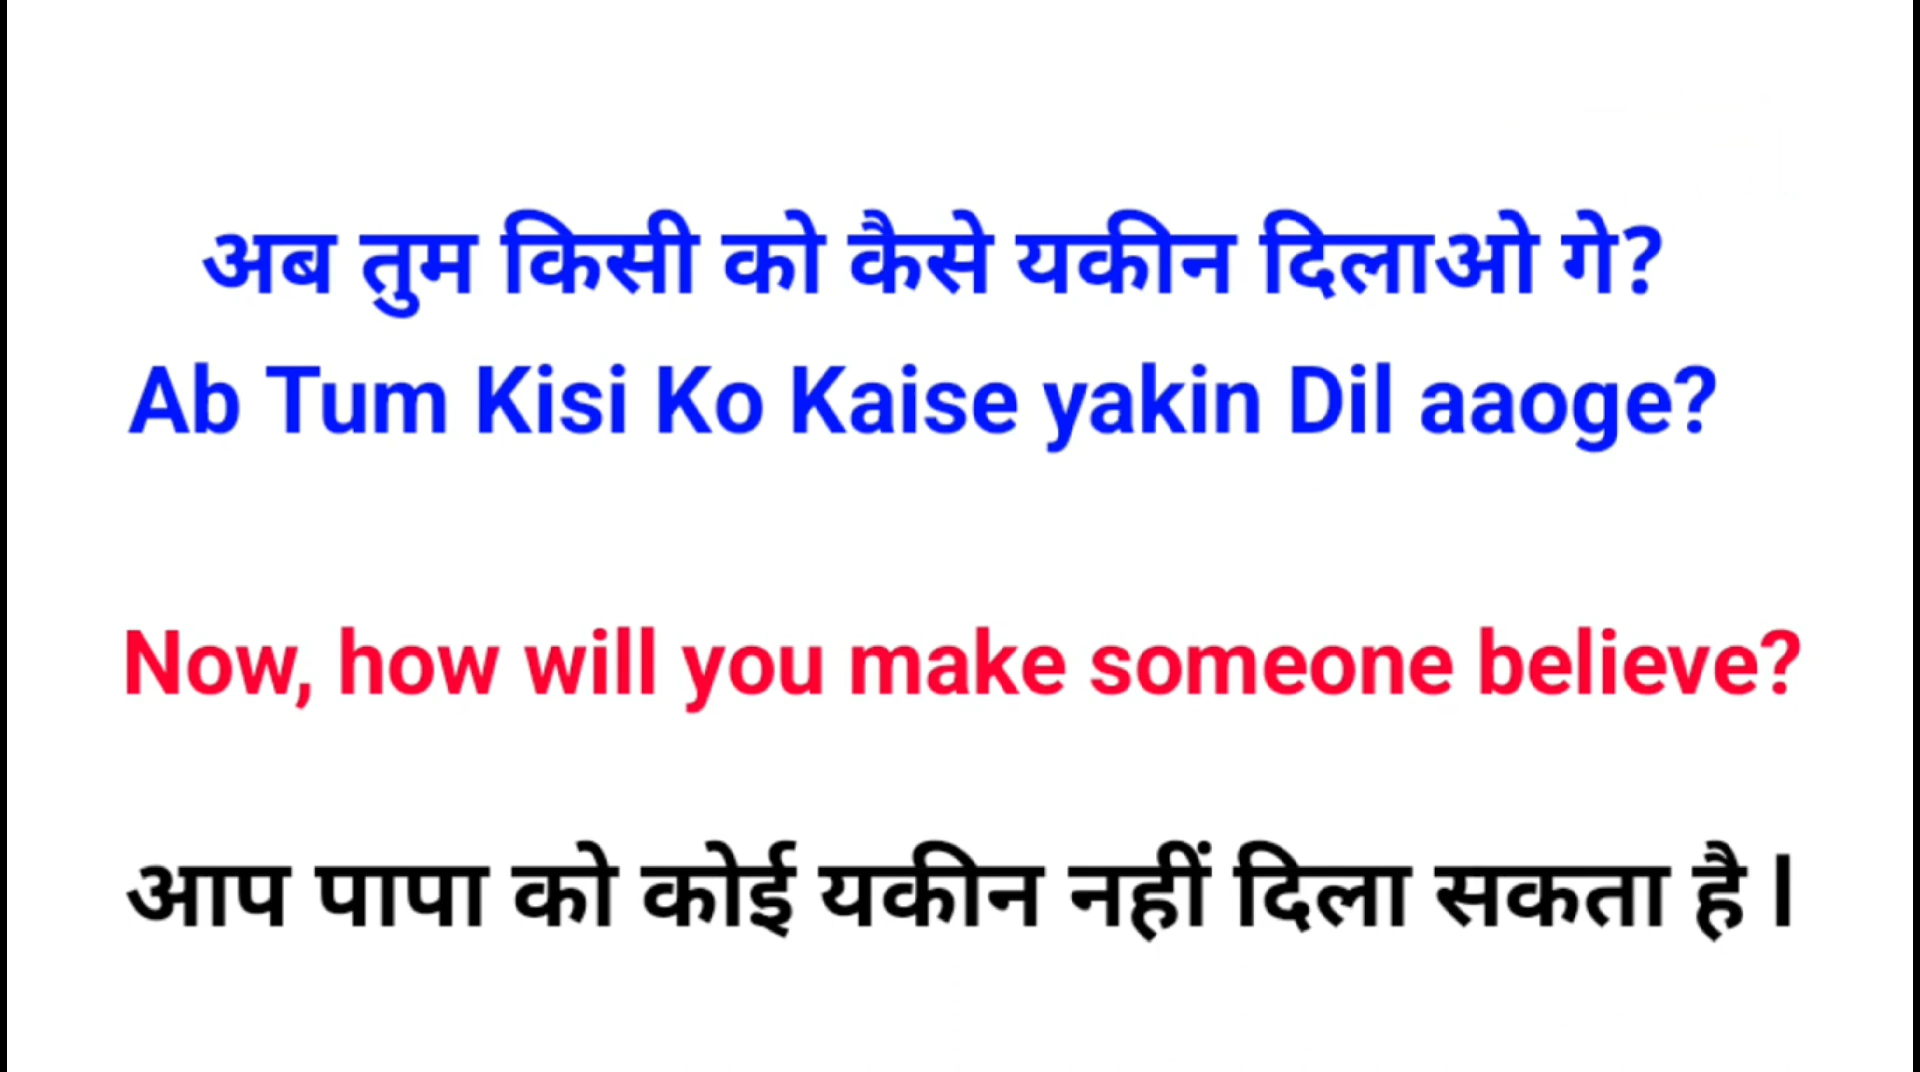 अब तुम किसी को कैसे यकीन दिलाओ गे?
Ab Tum Kisi Ko Kaise yakin Dil aaoge?
Now, how will you make someone believe?
आप पापा को कोई यकीन नहीं दिला सकता है l